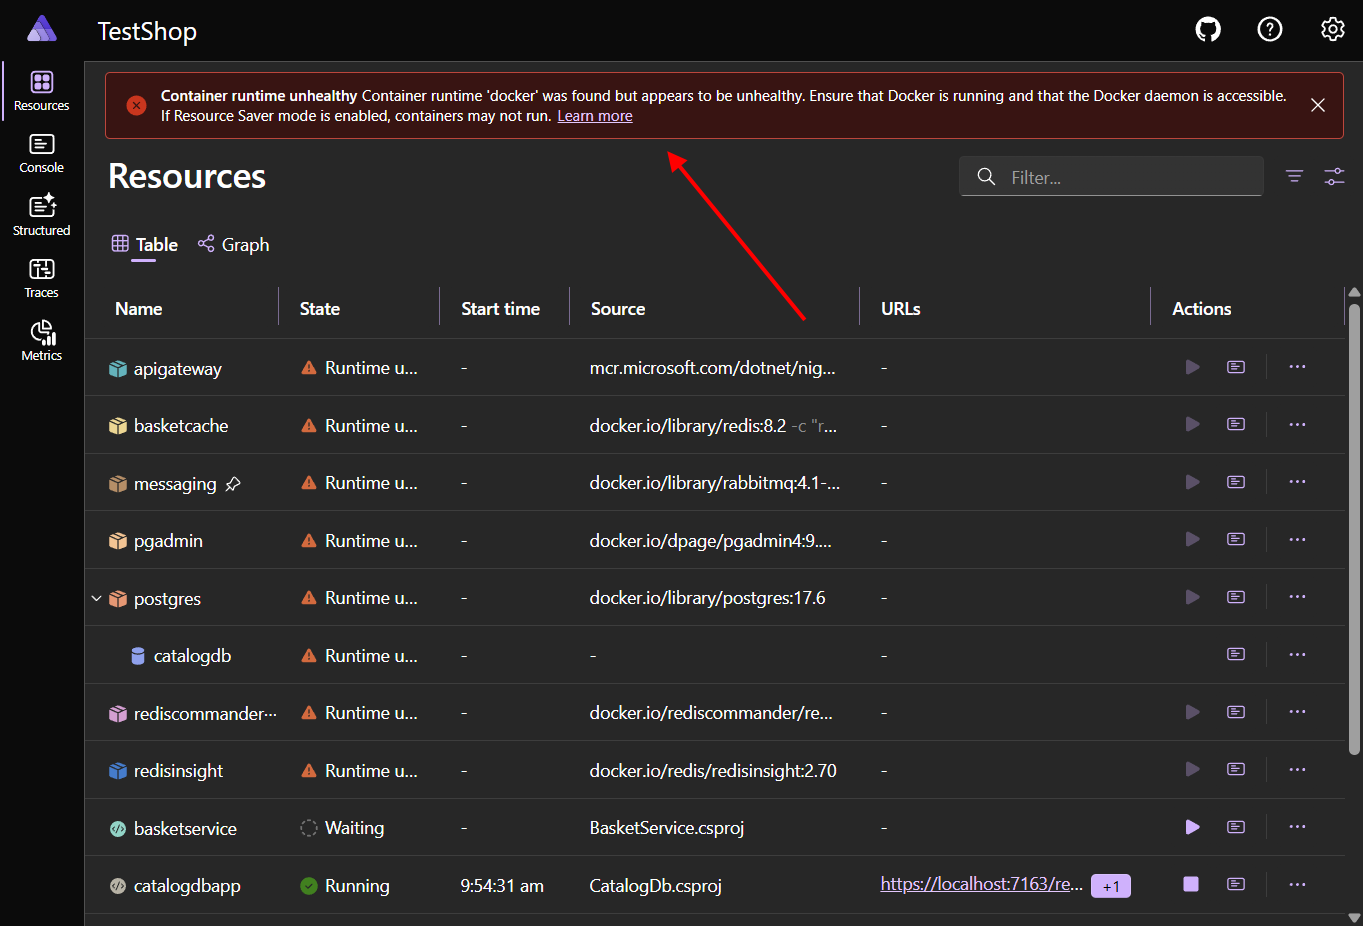 TestShop
Resources
Console
Structured
Traces
Metrics
Container runtime unhealthy Container runtime 'docker' was found but appears to be unhealthy. Ensure that Docker is running and that the Docker daemon is accessible.
If Resource Saver mode is enabled, containers may not run. Learn more
Resources
Filter...
Table Graph
Name State Start time Source URLs Actions
apigateway Runtime u... - mcr.microsoft.com/dotnet/nig... -
basketcache Runtime u... - docker.io/library/redis:8.2 -c "r... -
messaging Runtime u... - docker.io/library/rabbitmq:4.1-... -
pgadmin Runtime u... - docker.io/dpage/pgadmin4:9.... -
postgres Runtime u... - docker.io/library/postgres:17.6 -
catalogdb Runtime u... - - -
rediscommander... Runtime u... - docker.io/rediscommander/re... -
redisinsight Runtime u... - docker.io/redis/redisinsight:2.70 -
basketservice Waiting - BasketService.csproj -
catalogdbapp Running 9:54:31 am CatalogDb.csproj https://localhost:7163/re... +1